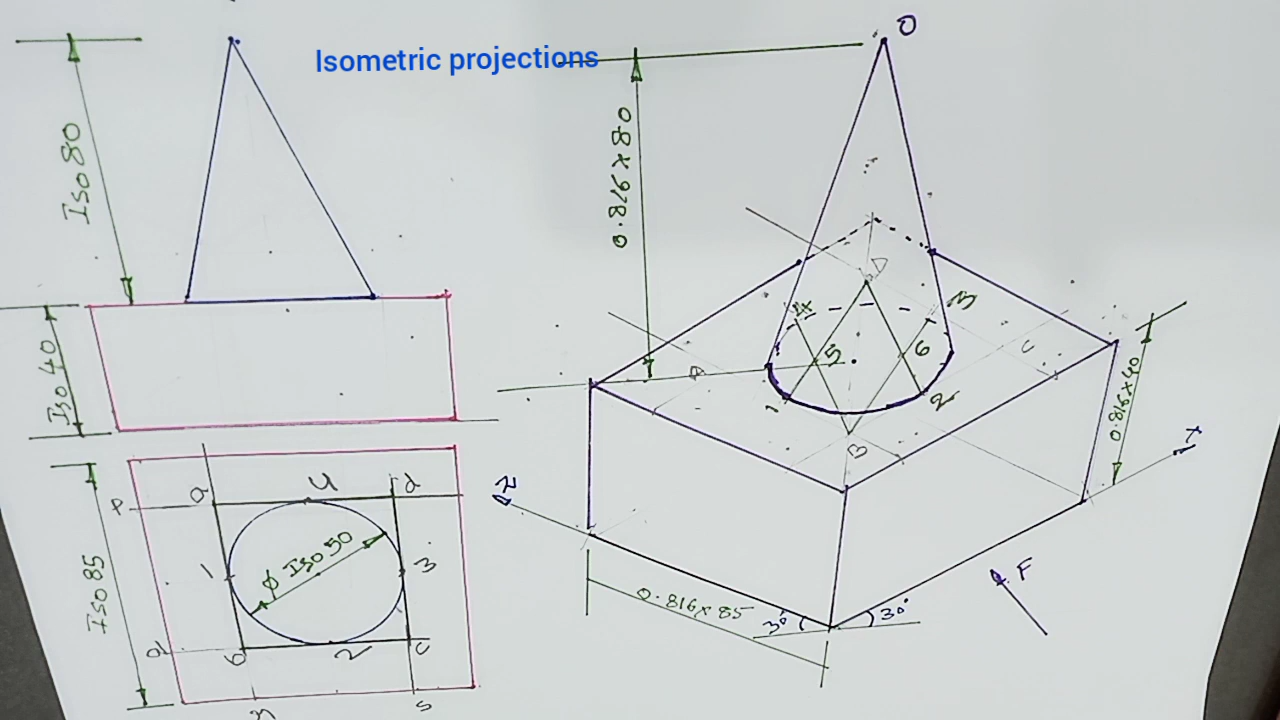 Isometric projections
Iso 80
Iso 40
Iso 85
a
4
d
P
1
Ø Iso 50
3
q
b
2
c
s
O
0.816 x 80
D
4
3
5
6
C
A
1
2
B
0.816 x 40
X
Z
F
0.816 x 85
30°
30°